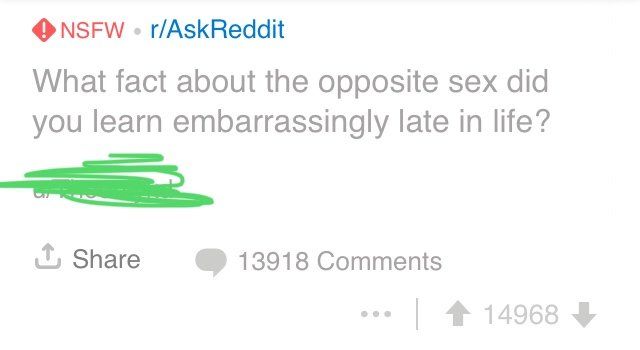 NSFW • r/AskReddit
What fact about the opposite sex did
you learn embarrassingly late in life?
Share 13918 Comments
••• | 14968